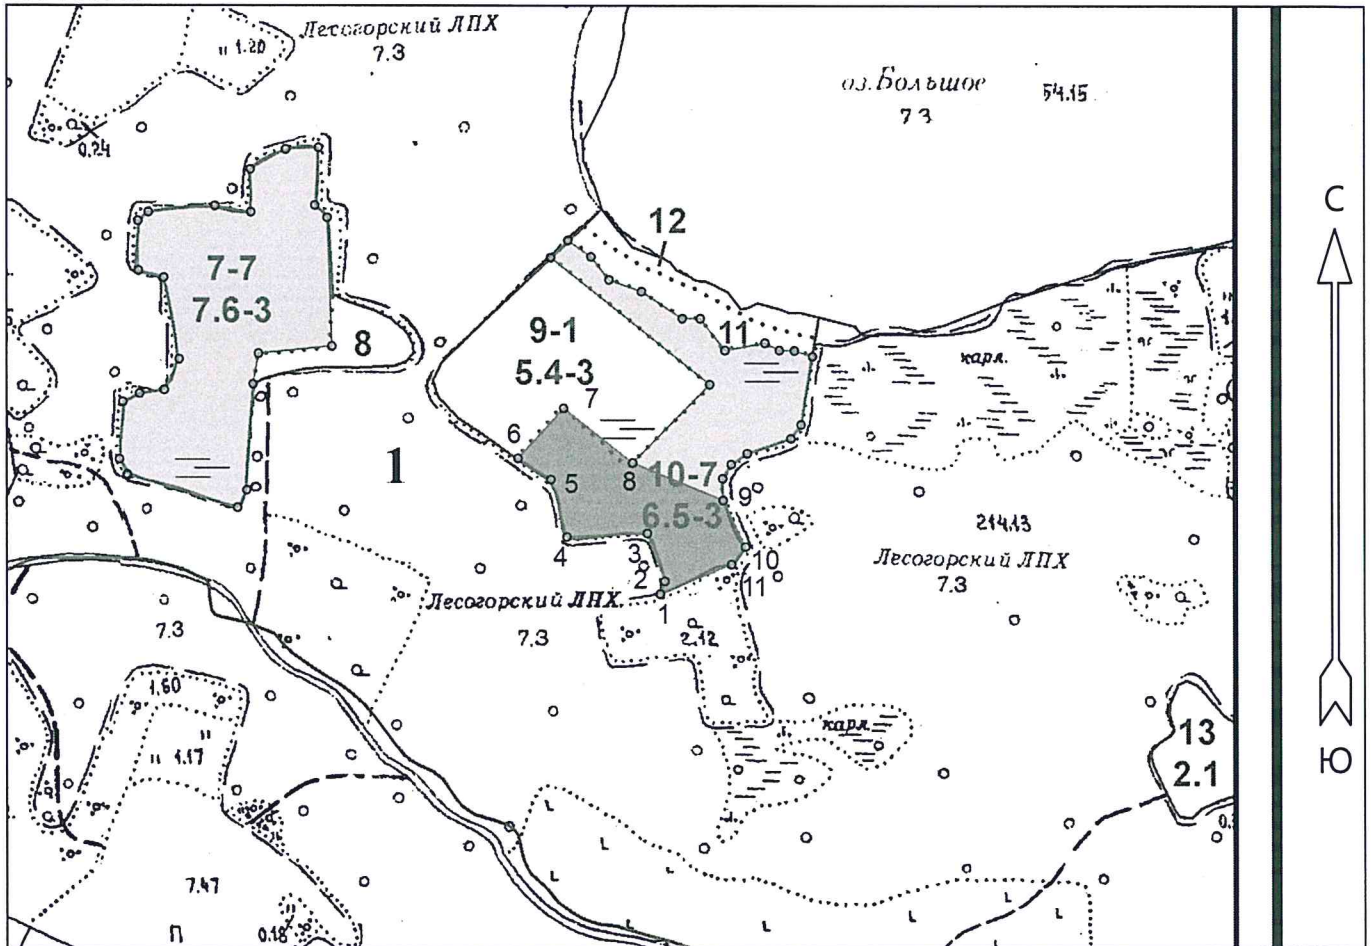 Лесогорский ЛПХ
7.3
ıı 1.20
0.24
оз.Большое
7 3
С
12
7-7
7.6-3
8
9-1
5.4-3
11
карл.
7
6
1
5
8
10-7
6.5-3
9
214.13
4
3
10
2
11
Лесогорский ЛПХ
7.3
1
Лесогорский ЛПХ
7.3
7.3
2.12
1.60
карл.
13
2.1
Ю
ıı 1.17
L
L
L
L
7.47
L
L
L
L
L
0.18
П
L